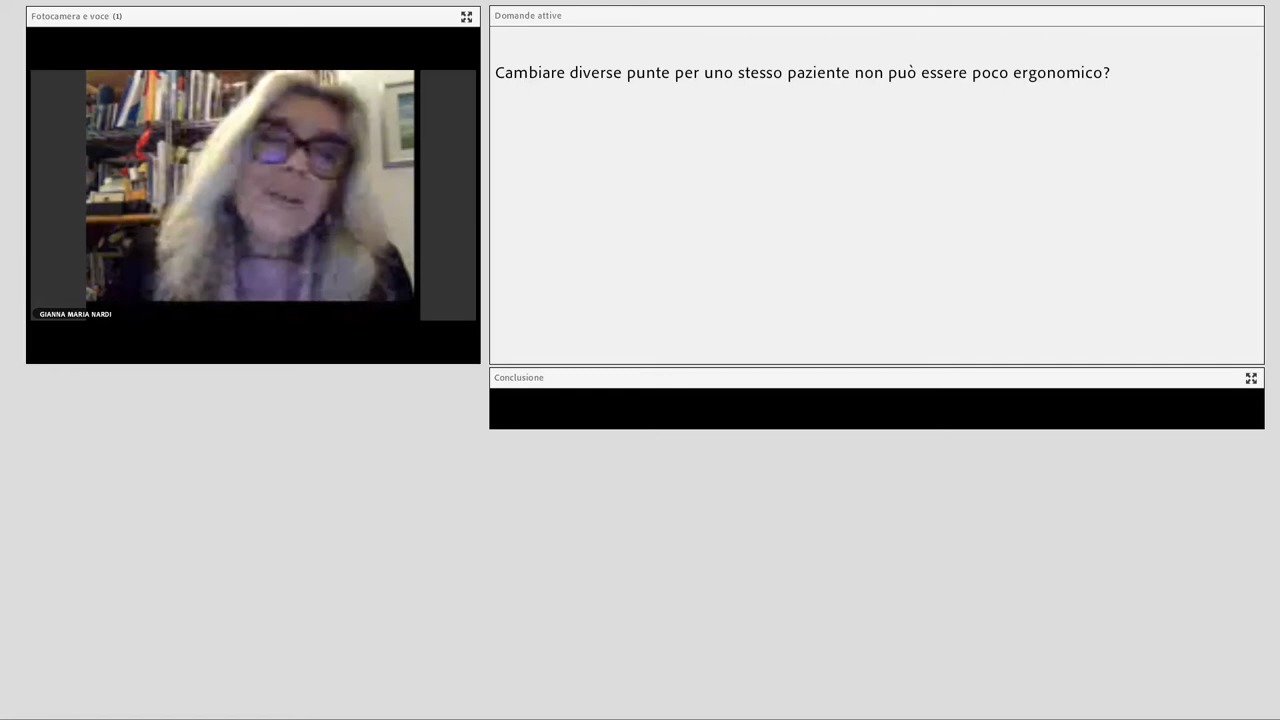 Fotocamera e voce (1)
Domande attive
Cambiare diverse punte per uno stesso paziente non può essere poco ergonomico?
GIANNA MARIA NARDI
Conclusione